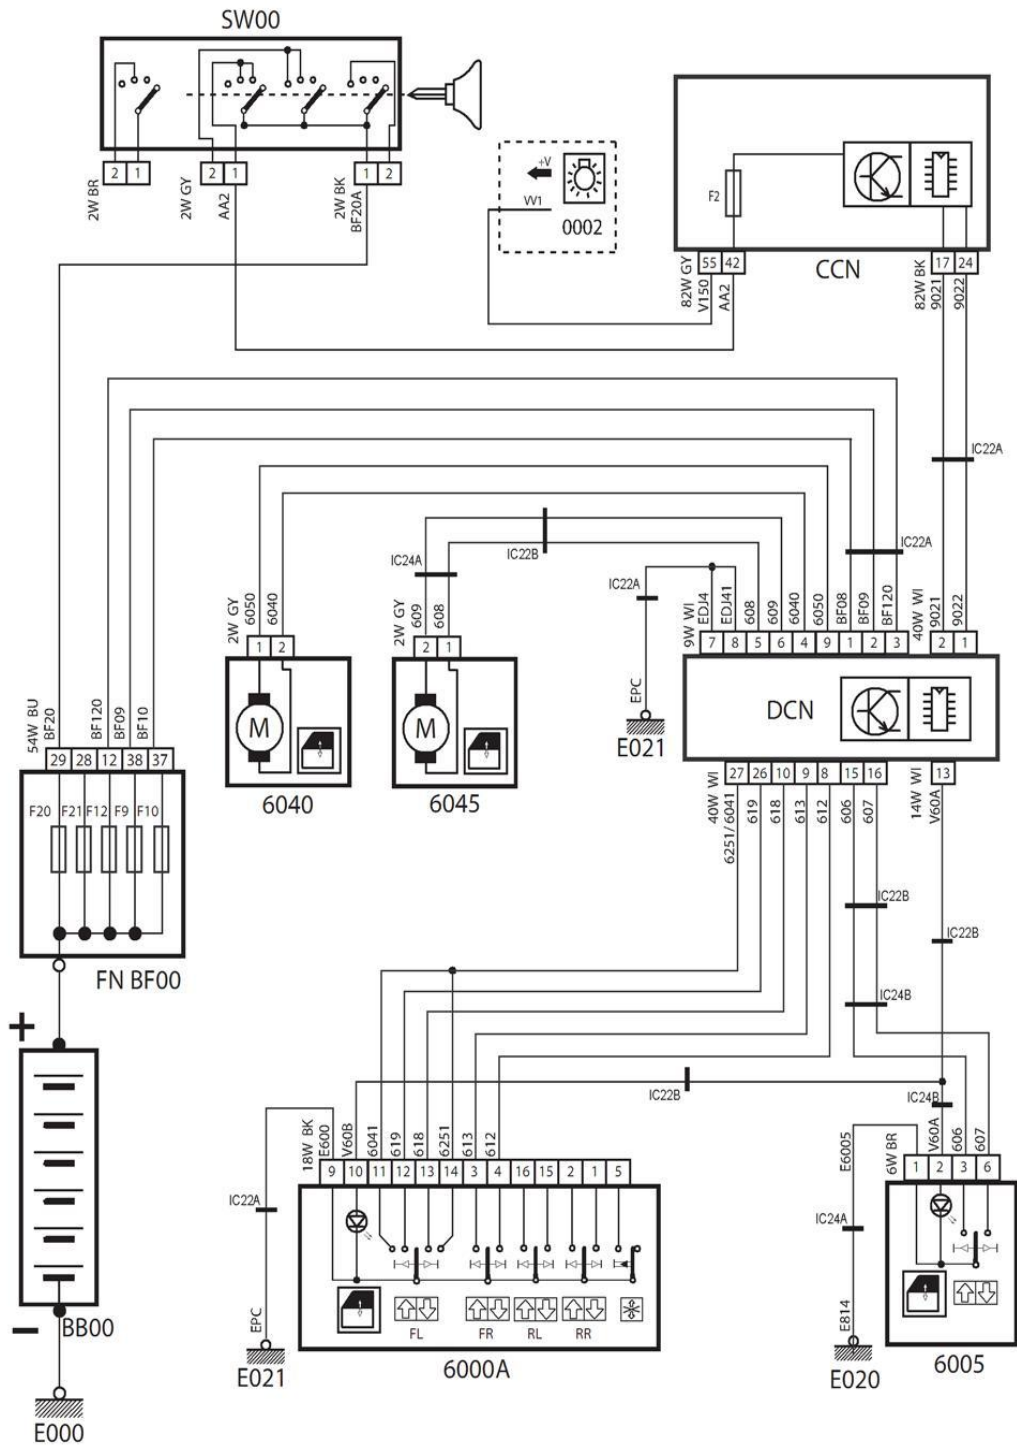 SW00
2 1
2 1
1 2
2W BR
2W GY
AA2
2W BK
BF20A
+V
VV1
0002
F2
CCN
55 42
17 24
82W GY
V150
AA2
82W BK
9021
9022
IC22A
IC22A
IC24A
IC22B
IC22A
2W GY
6050
6040
2W GY
609
608
9W WI
EDJ4
EDJ41
608
609
6040
6050
BF08
BF09
BF120
40W WI
9021
9022
1 2
2 1
7 8 5 6 4 9 1 2 3
2 1
M
M
6040
6045
EPC
E021
DCN
54W BU
BF20
BF120
BF09
BF10
29 28 12 38 37
F20 F21 F12 F9 F10
FN BF00
27 26 10 9 8 15 16
13
40W WI
6251/6041
619
618
613
612
606
607
14W WI
V60A
IC22B
IC22B
IC24B
IC22B
IC24B
+
−
BB00
E000
18W BK
E600
V60B
6041
619
618
6251
613
612
9 10 11 12 13 14 3 4 16 15 2 1 5
IC22A
EPC
E021
FL FR RL RR
6000A
E6005
6W BR
V60A
606
607
1 2 3 6
IC24A
E814
E020
6005